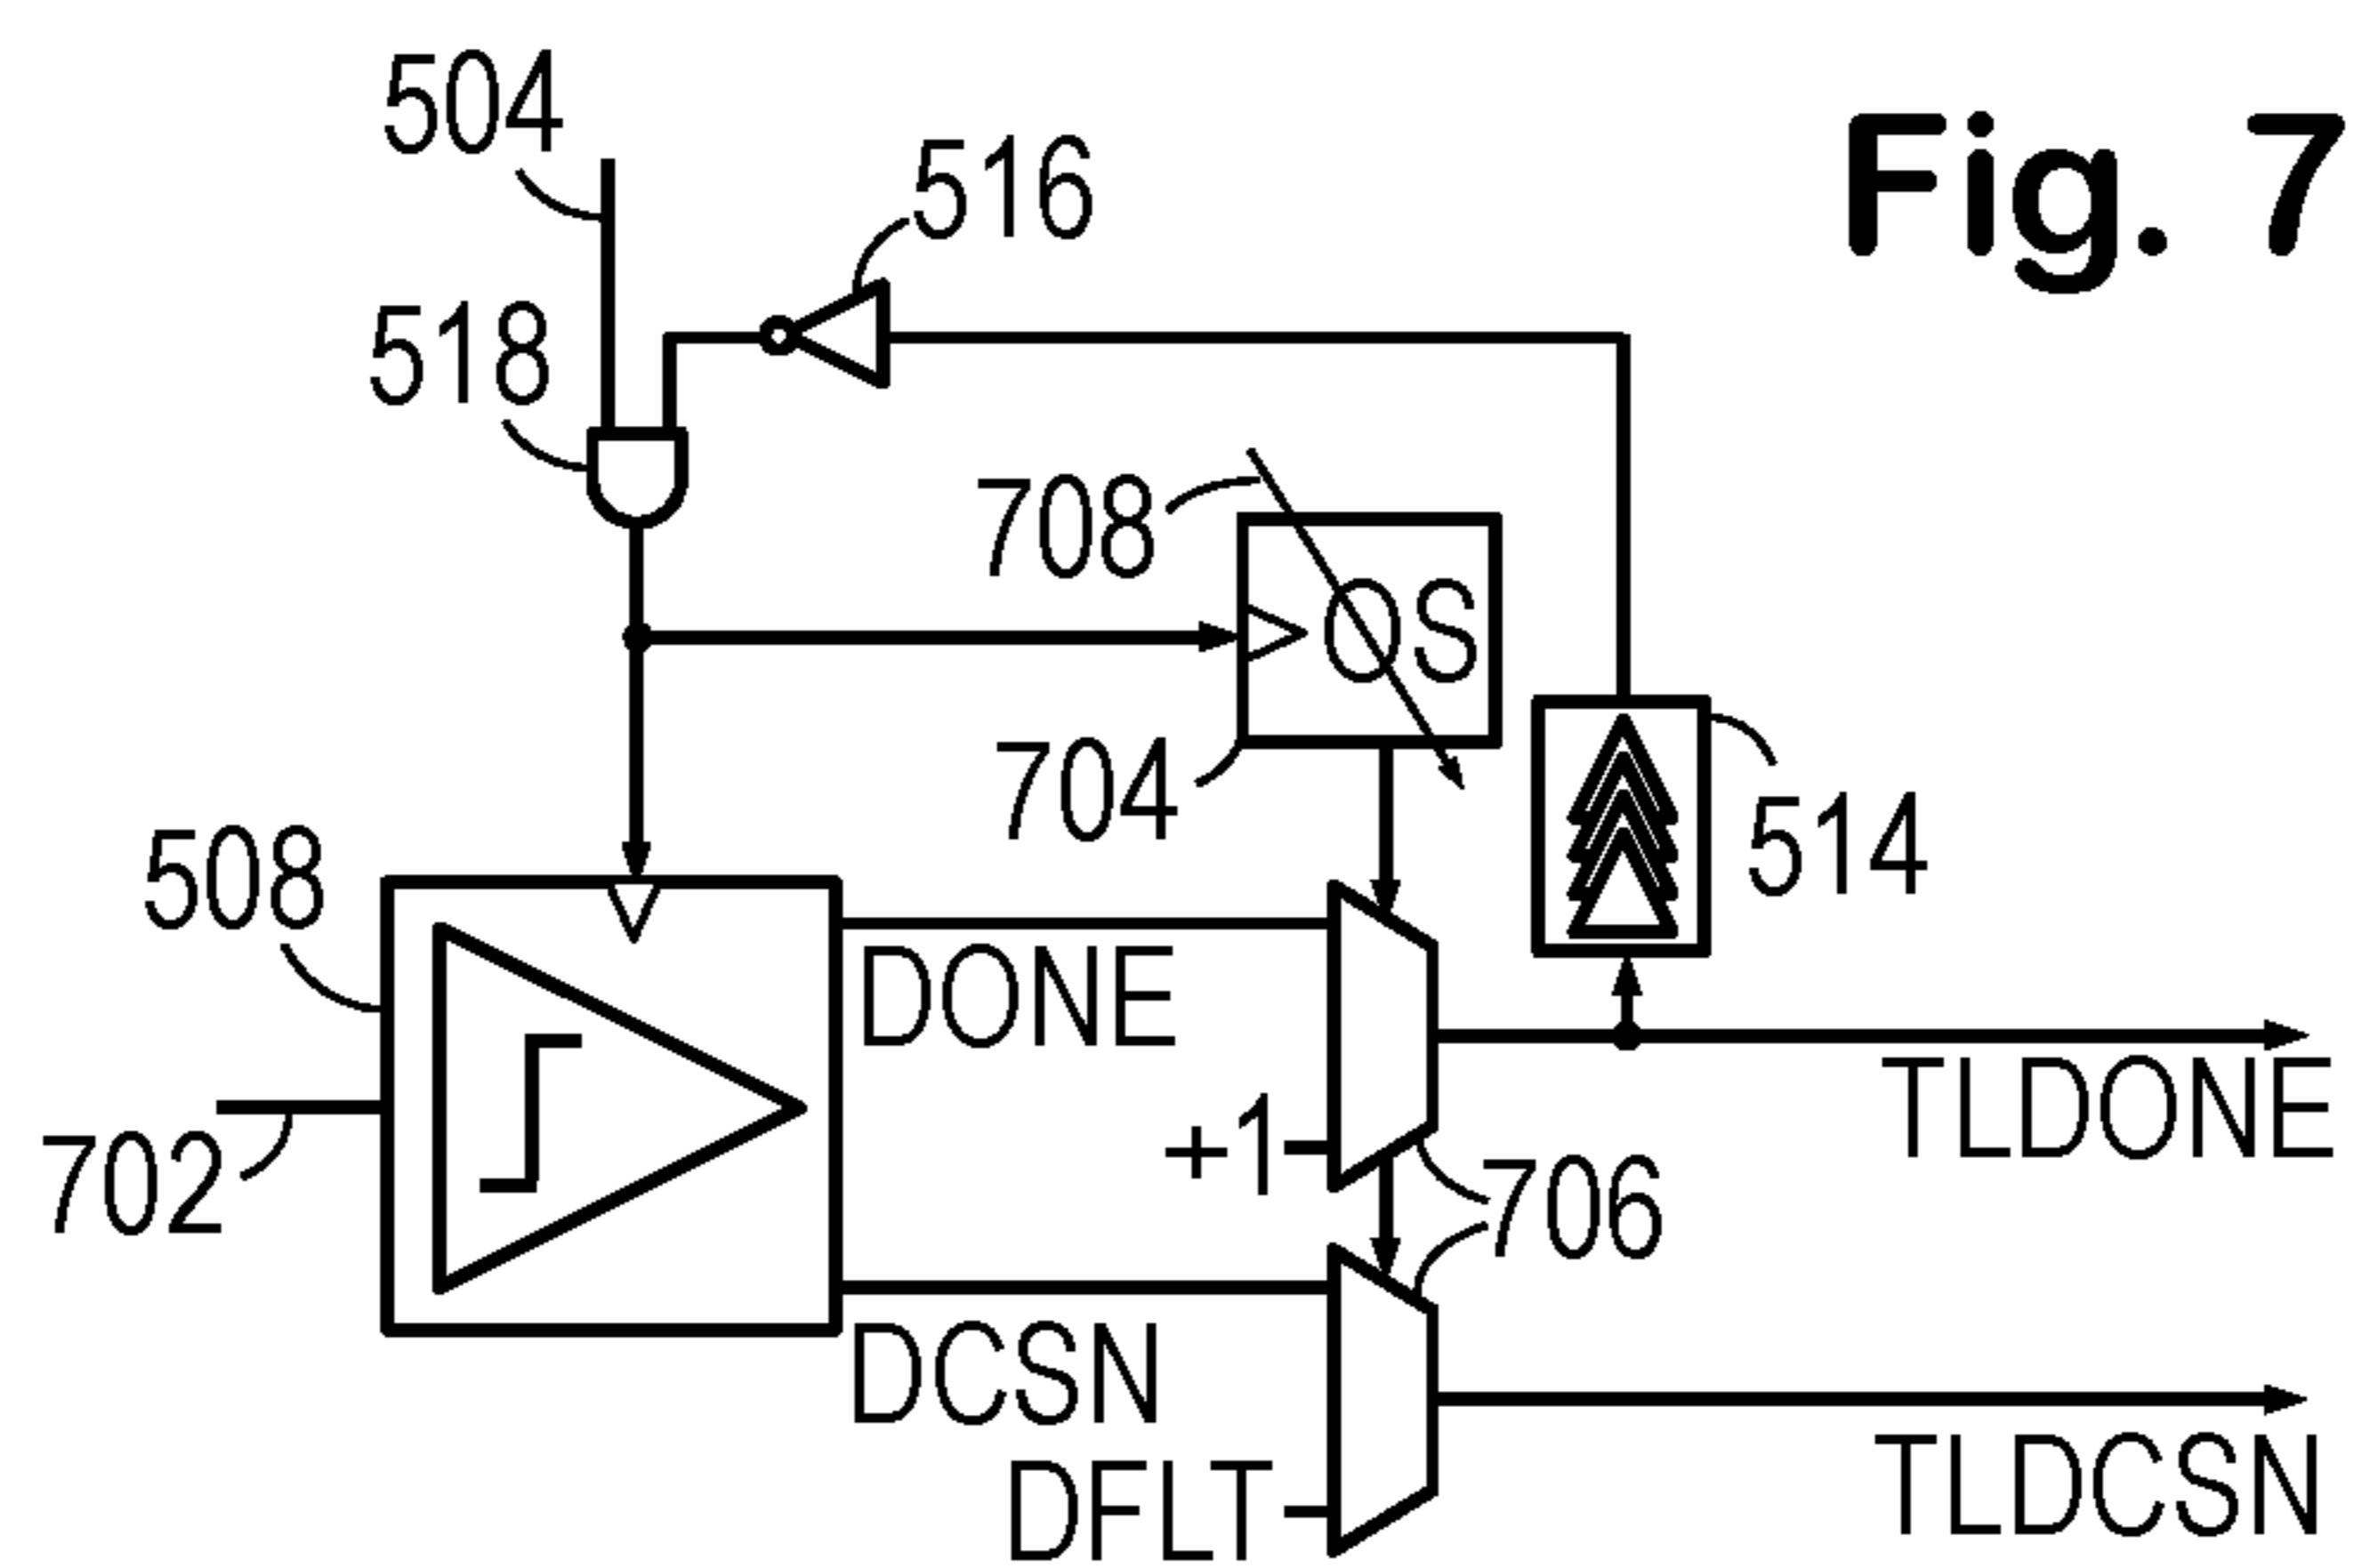 504
Fig. 7
516
518
708
OS
704
514
508
DONE
TLDONE
+1
702
706
DCSN
TLDCSN
DFLT